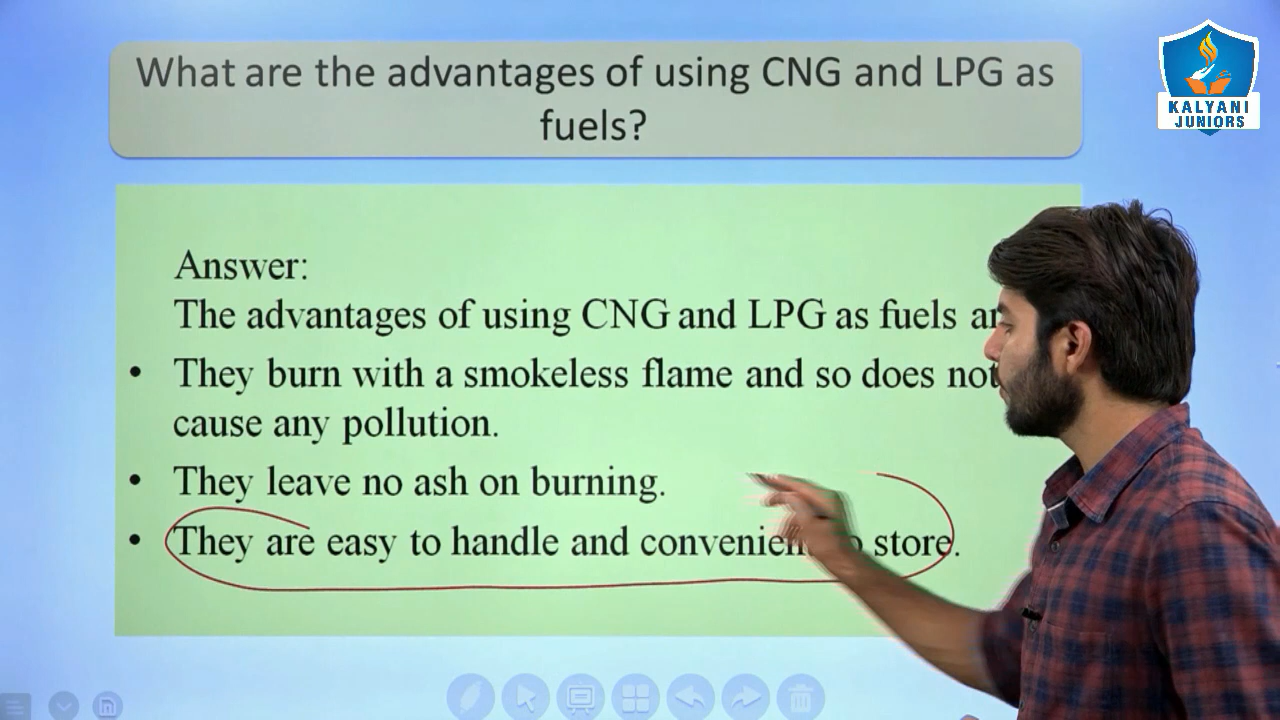 What are the advantages of using CNG and LPG as
fuels?
KALYANI
JUNIORS
Answer:
The advantages of using CNG and LPG as fuels
• They burn with a smokeless flame and so does not
cause any pollution.
• They leave no ash on burning.
• They are easy to handle and convenient store.